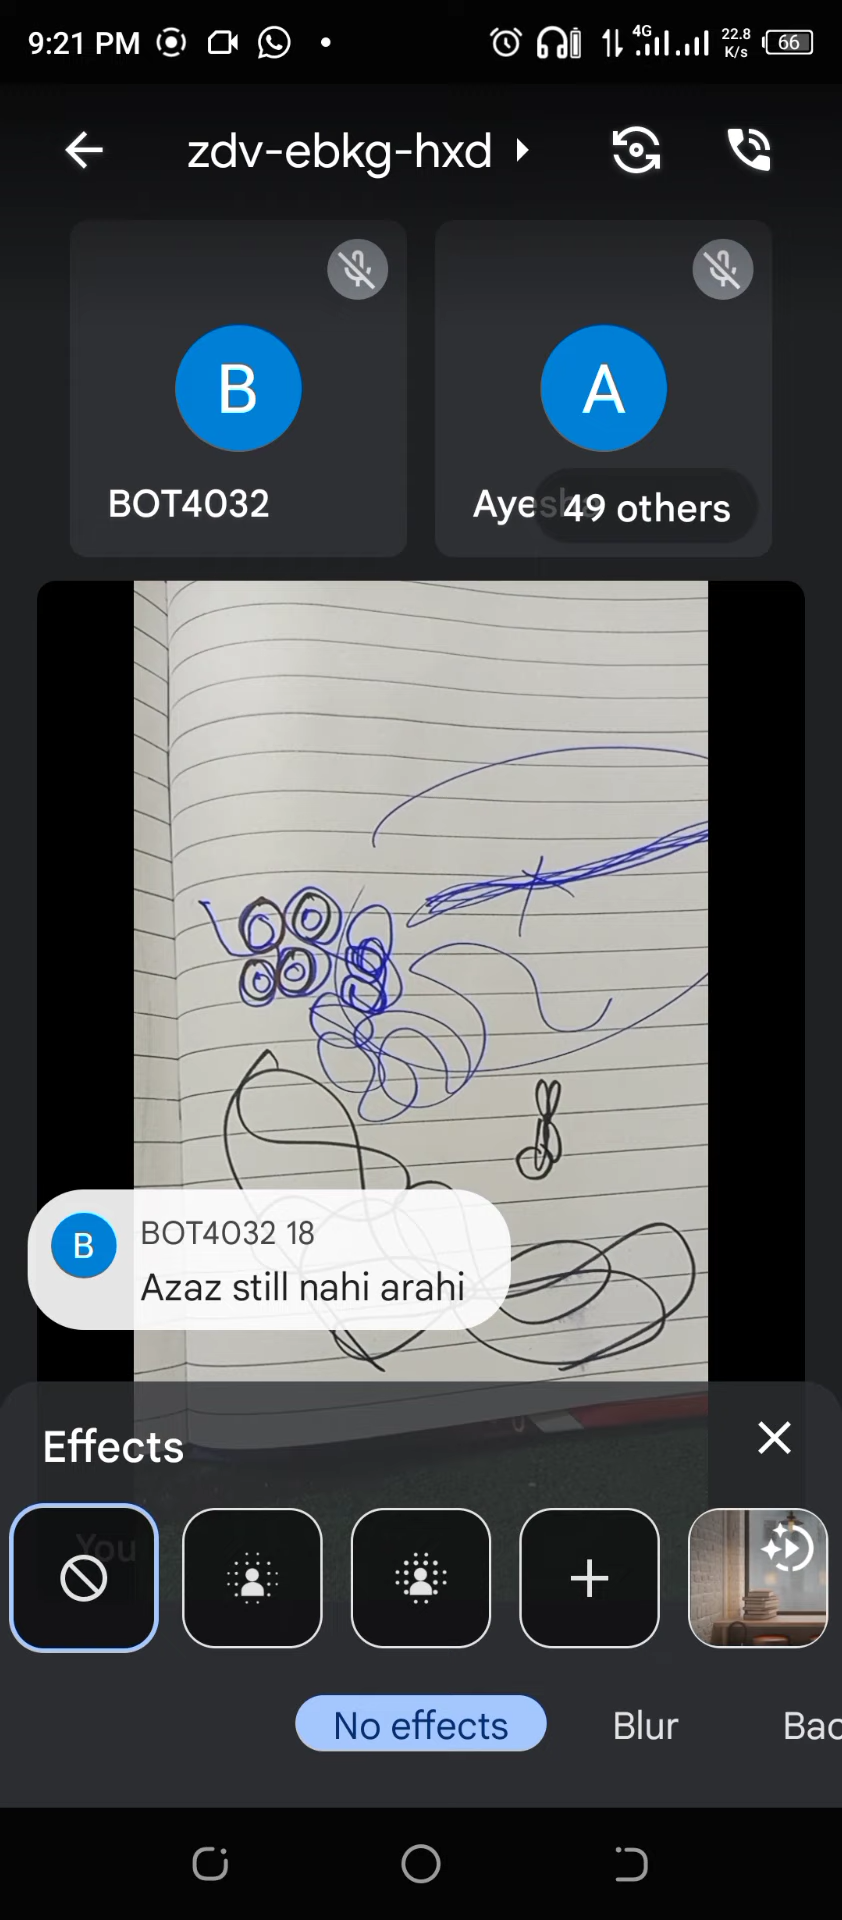 9:21 PM
4G
22.8
K/s
66
zdv-ebkg-hxd
B
A
BOT4032
Ayesha
49 others
B
BOT4032 18
Azaz still nahi arahi
Effects
You
No effects
Blur
Bac